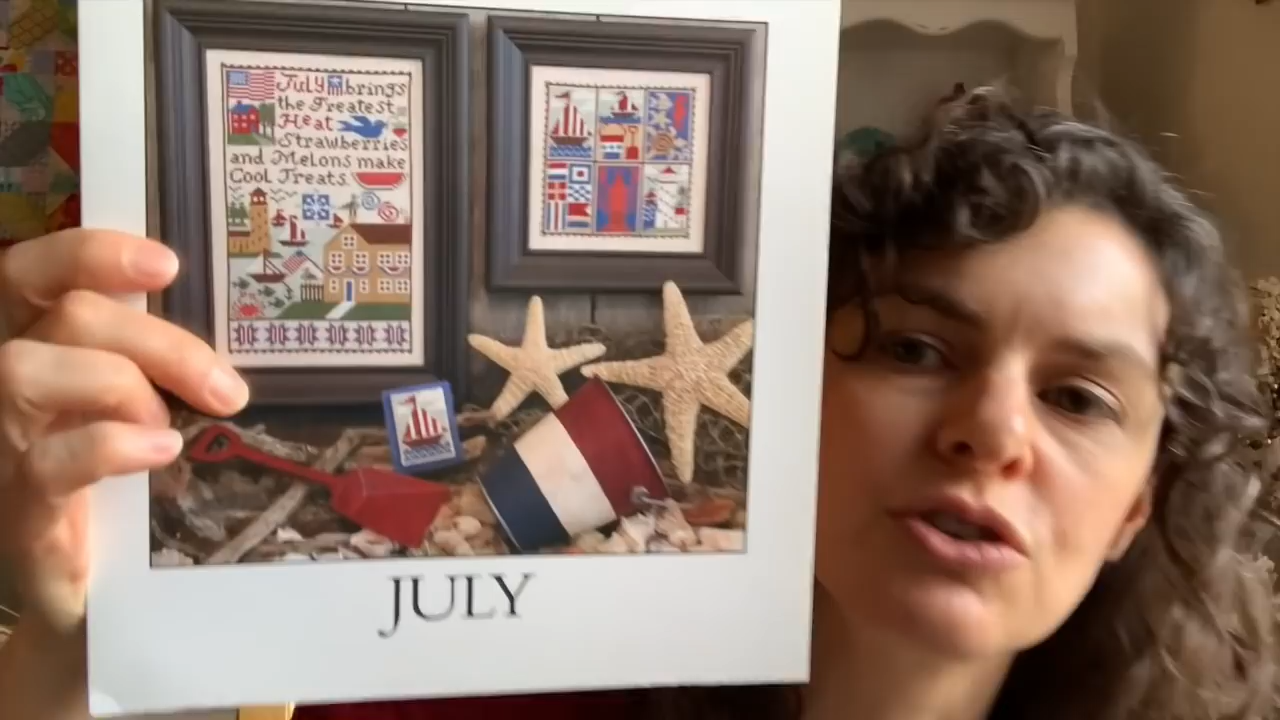 July brings
the Greatest
Heat
Strawberries
and Melons make
Cool Treats.
JULY